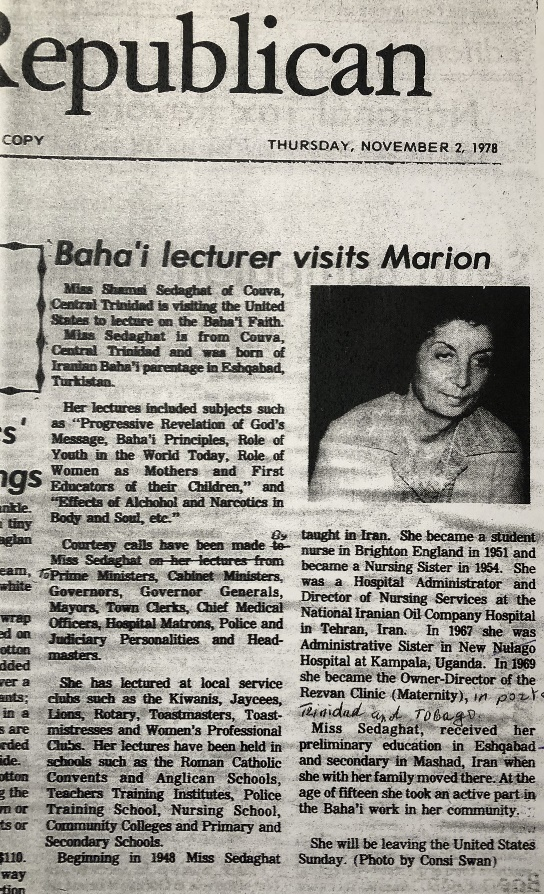 Republican
COPY
THURSDAY, NOVEMBER 2, 1978
Baha'i lecturer visits Marion
Miss Shamsi Sedaghat of Couva,
Central Trinidad is visiting the United
States to lecture on the Baha'i Faith.
Miss Sedaghat is from Couva,
Central Trinidad and was born of
Iranian Baha'i parentage in Eshqabad,
Turkistan.
Her lectures included subjects such
as "Progressive Revelation of God's
Message, Baha'i Principles, Role of
Youth in the World Today, Role of
Women as Mothers and First
Educators of their Children," and
"Effects of Alchohol and Narcotics in
Body and Soul, etc."
By
Courtesy calls have been made to
Miss Sedaghat on her lectures from
To Prime Ministers, Cabinet Ministers,
Governors, Governor Generals,
Mayors, Town Clerks, Chief Medical
Officers, Hospital Matrons, Police and
Judiciary Personalities and Head-
masters.
She has lectured at local service
clubs such as the Kiwanis, Jaycees,
Lions, Rotary, Toastmasters, Toast-
mistresses and Women's Professional
Clubs. Her lectures have been held in
schools such as the Roman Catholic
Convents and Anglican Schools,
Teachers Training Institutes, Police
Training School, Nursing School,
Community Colleges and Primary and
Secondary Schools.
Beginning in 1948 Miss Sedaghat
taught in Iran. She became a student
nurse in Brighton England in 1951 and
became a Nursing Sister in 1954. She
was a Hospital Administrator and
Director of Nursing Services at the
National Iranian Oil Company Hospital
in Tehran, Iran. In 1967 she was
Administrative Sister in New Nulago
Hospital at Kampala, Uganda. In 1969
she became the Owner-Director of the
Rezvan Clinic (Maternity), in
Trinidad and Tobago.
Miss Sedaghat, received her
preliminary education in Eshqabad
and secondary in Mashad, Iran when
she with her family moved there. At the
age of fifteen she took an active part in
the Baha'i work in her community.
She will be leaving the United States
Sunday. (Photo by Consi Swan)
s'
ngs
nkle.
tiny
aglan
eam,
white
wrap
ed on
otton
dded
ver a
ants;
in a
s are
orded
ide.
otton
g the
wn or
ts or
$110.
way
tion